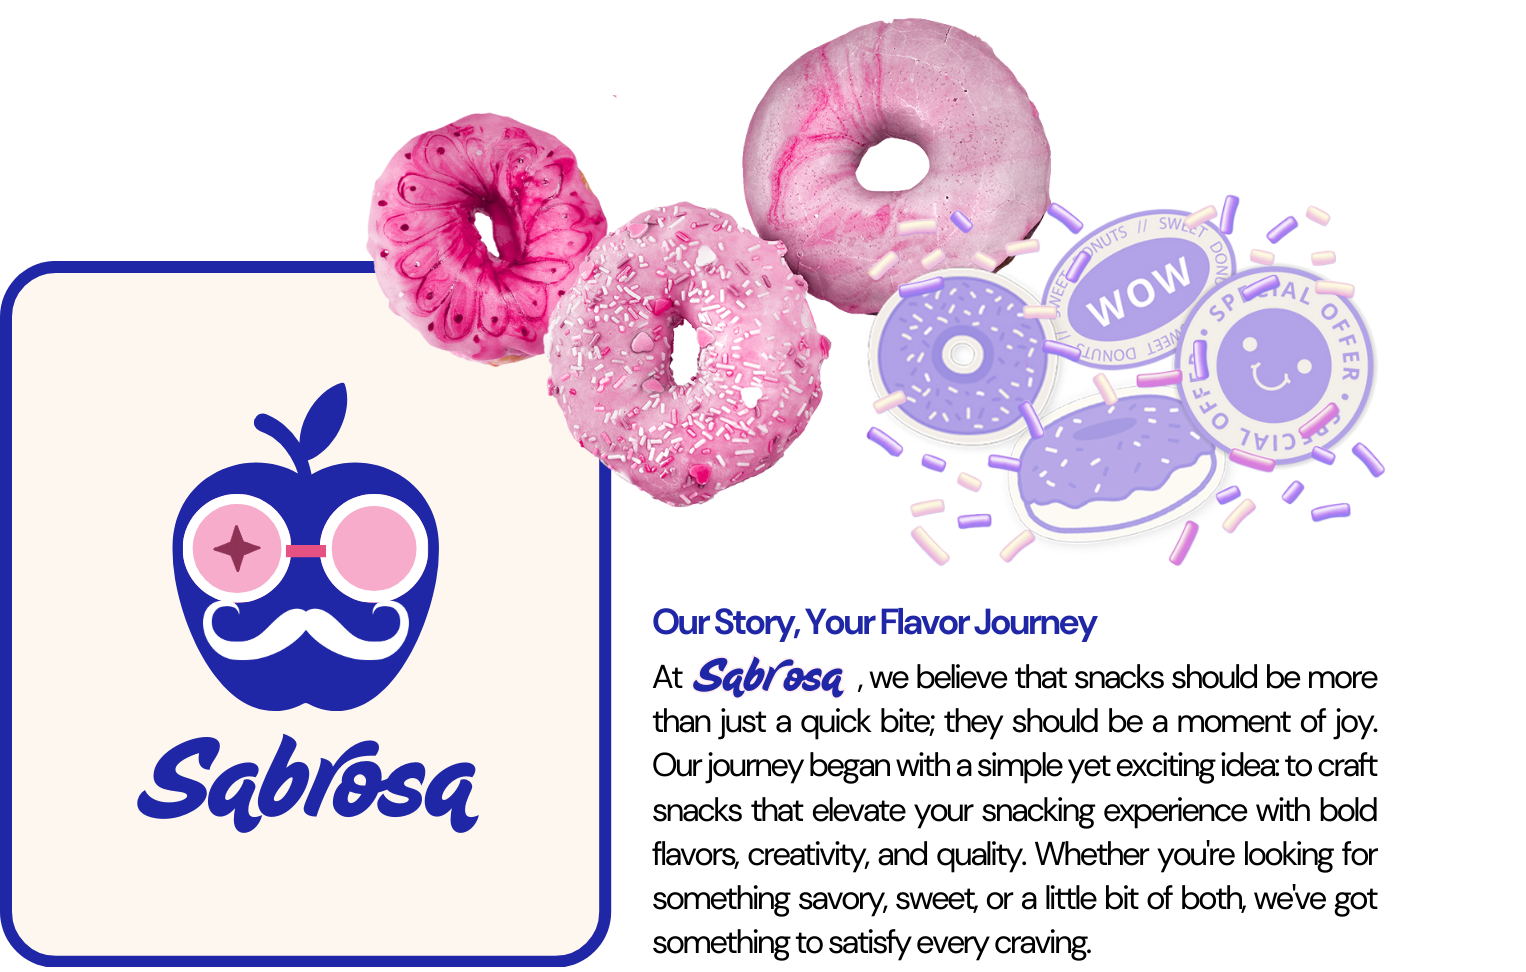 SWEET DONUTS // SWEET DONUTS // SWEET DONUTS
WOW
• SPECIAL OFFER • SPECIAL OFFER
Sabrosa
Our Story, Your Flavor Journey
At Sabrosa , we believe that snacks should be more
than just a quick bite; they should be a moment of joy.
Our journey began with a simple yet exciting idea: to craft
snacks that elevate your snacking experience with bold
flavors, creativity, and quality. Whether you're looking for
something savory, sweet, or a little bit of both, we've got
something to satisfy every craving.